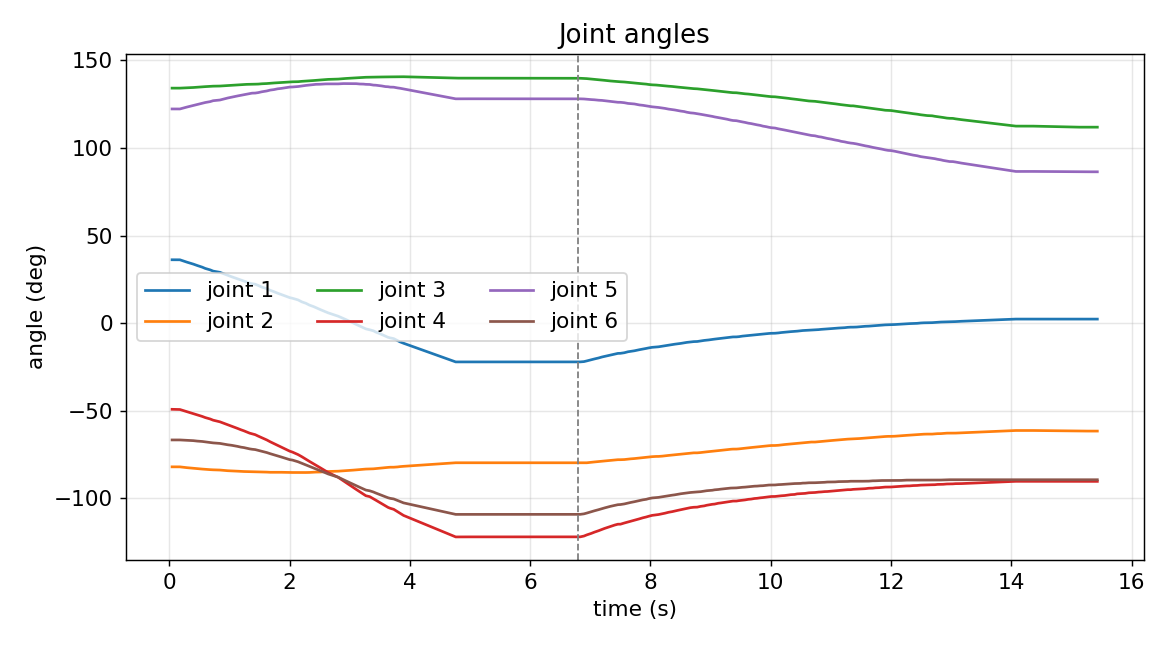 Joint angles
150
100
50
0
−50
−100
angle (deg)
joint 1 joint 3 joint 5
joint 2 joint 4 joint 6
0 2 4 6 8 10 12 14 16
time (s)